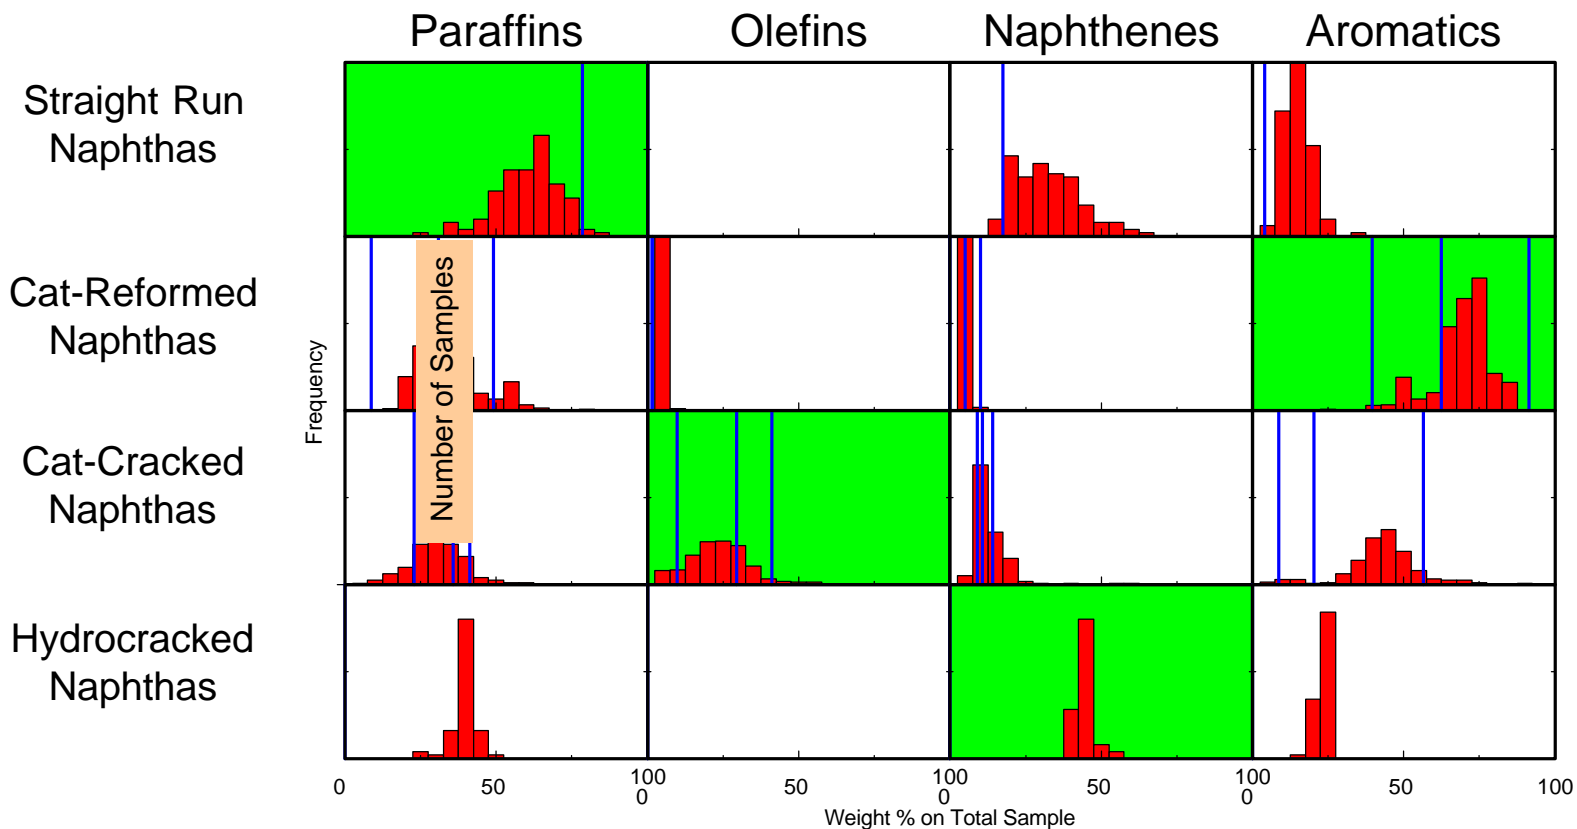 Paraffins Olefins Naphthenes Aromatics
Straight Run
Naphthas
Cat-Reformed
Naphthas
Cat-Cracked
Naphthas
Hydrocracked
Naphthas
Frequency
Number of Samples
0 50 100
0 50 100
0 50 100
0 50 100
Weight % on Total Sample